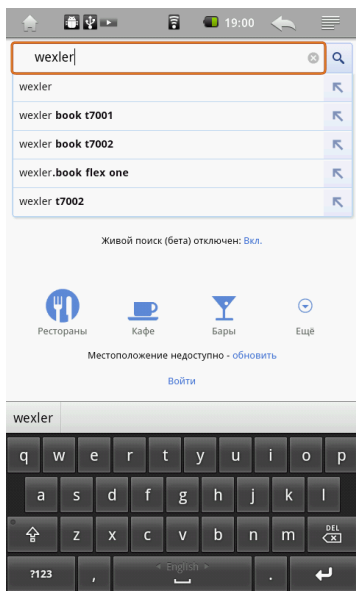 19:00
wexler
wexler
wexler book t7001
wexler book t7002
wexler.book flex one
wexler t7002
Живой поиск (бета) отключен: Вкл.
Рестораны Кафе Бары Ещё
Местоположение недоступно - обновить
Войти
wexler
q w e r t y u i o p
a s d f g h j k l
z x c v b n m DEL
?123 , English .